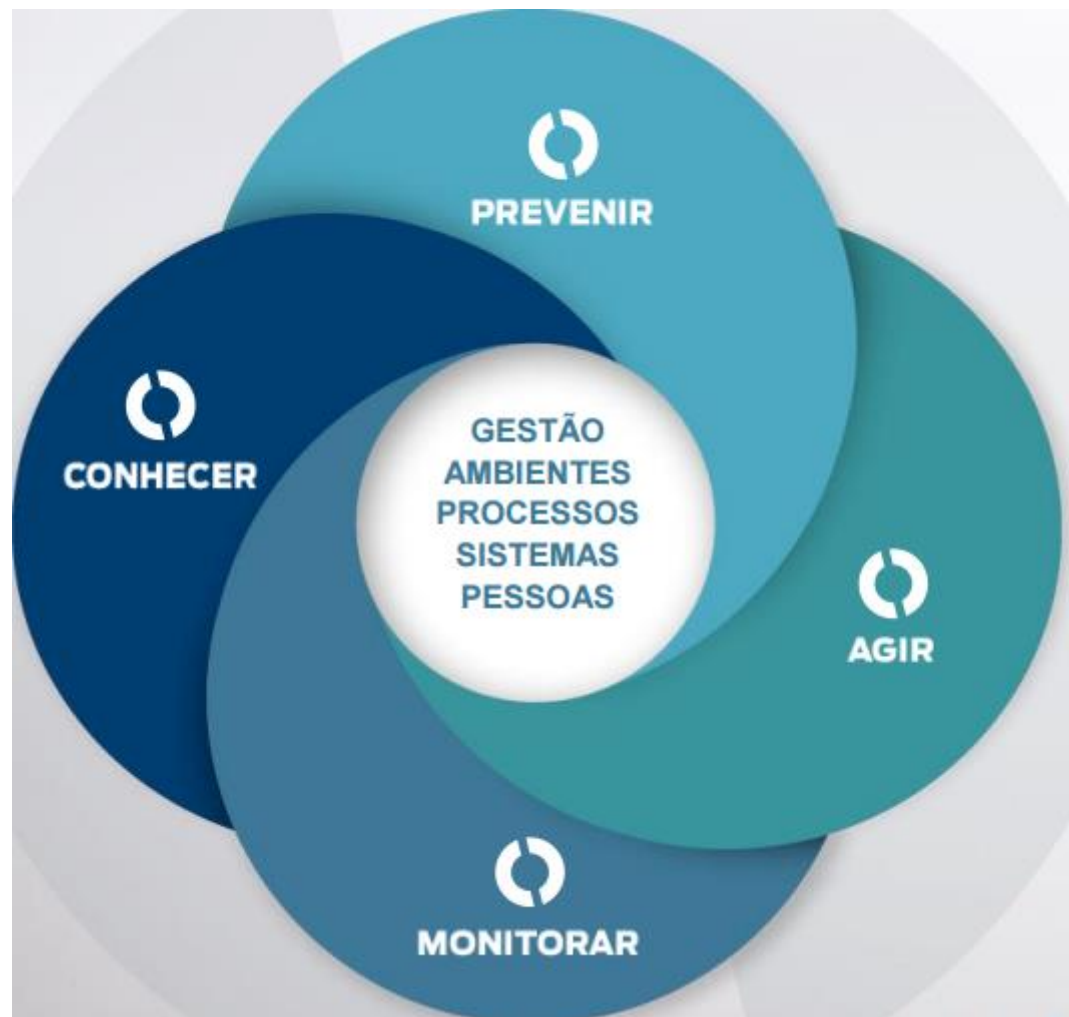 PREVENIR
CONHECER
GESTÃO
AMBIENTES
PROCESSOS
SISTEMAS
PESSOAS
AGIR
MONITORAR